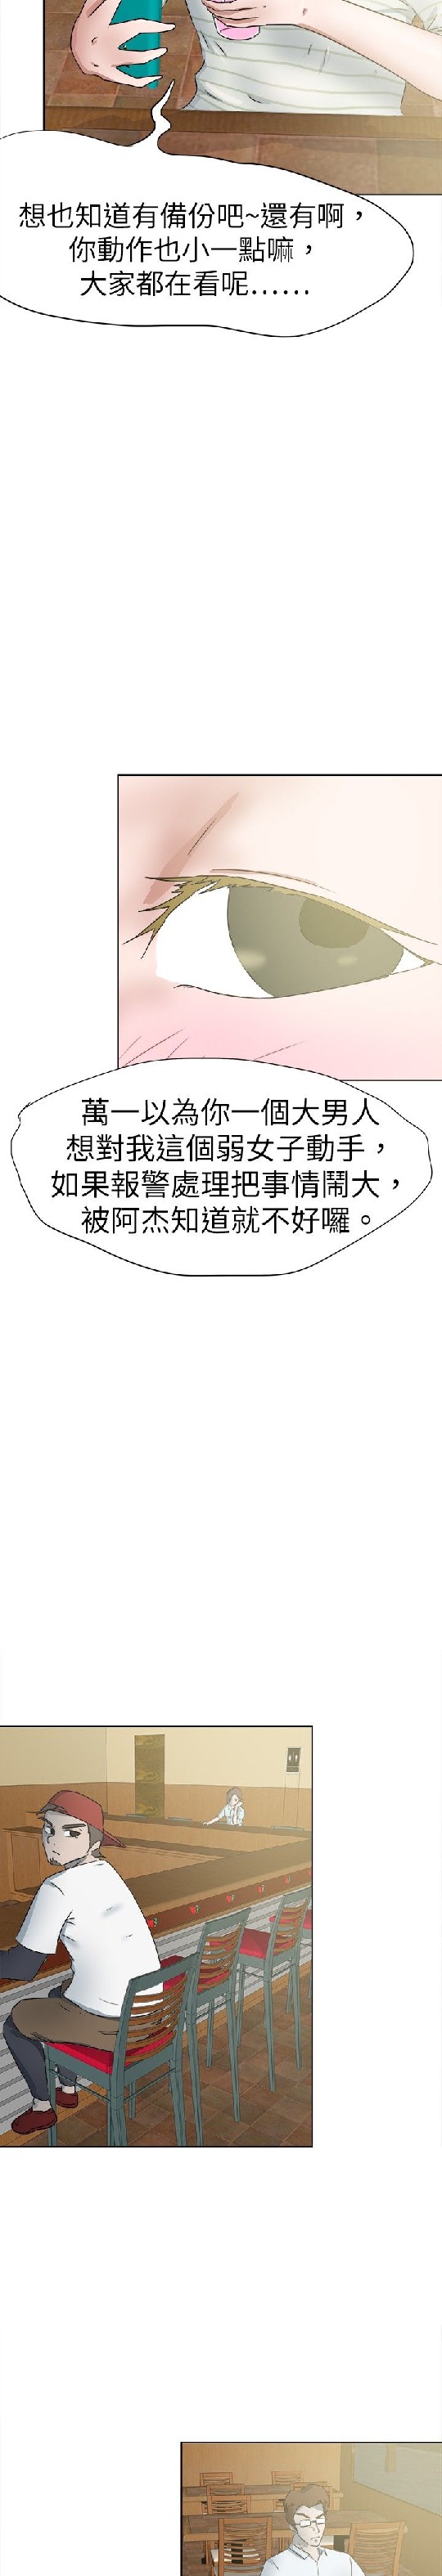 想也知道有備份吧~還有啊，
你動作也小一點嘛，
大家都在看呢......
萬一以為你一個大男人
想對我這個弱女子動手，
如果報警處理把事情鬧大，
被阿杰知道就不好囉。